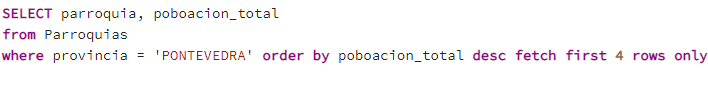 SELECT parroquia, poboacion_total
from Parroquias
where provincia = 'PONTEVEDRA' order by poboacion_total desc fetch first 4 rows only